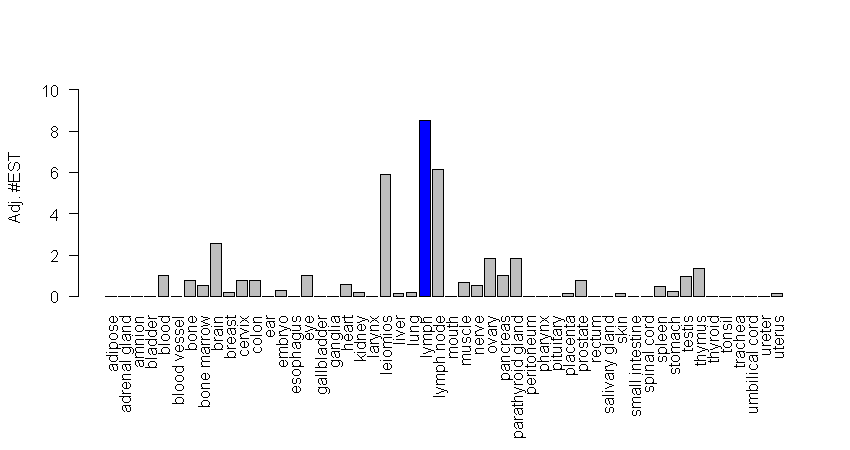 10
8
6
4
2
0
Adj. #EST
adipose
adrenal gland
amnion
bladder
blood
blood vessel
bone
bone marrow
brain
breast
cervix
colon
ear
embryo
esophagus
eye
gallbladder
ganglia
heart
kidney
larynx
leiomios
liver
lung
lymph
lymph node
mouth
muscle
nerve
ovary
pancreas
parathyroid gland
peritoneum
pharynx
pituitary
placenta
prostate
rectum
salivary gland
skin
small intestine
spinal cord
spleen
stomach
testis
thymus
thyroid
tonsil
trachea
umbilical cord
ureter
uterus